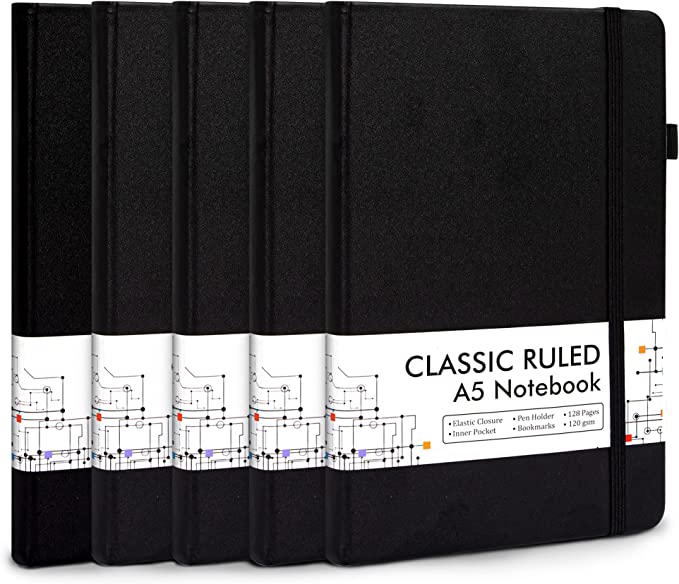 CLASSIC RULED
A5 Notebook
• Elastic Closure • Pen Holder • 128 Pages
• Inner Pocket • Bookmarks • 120 gsm